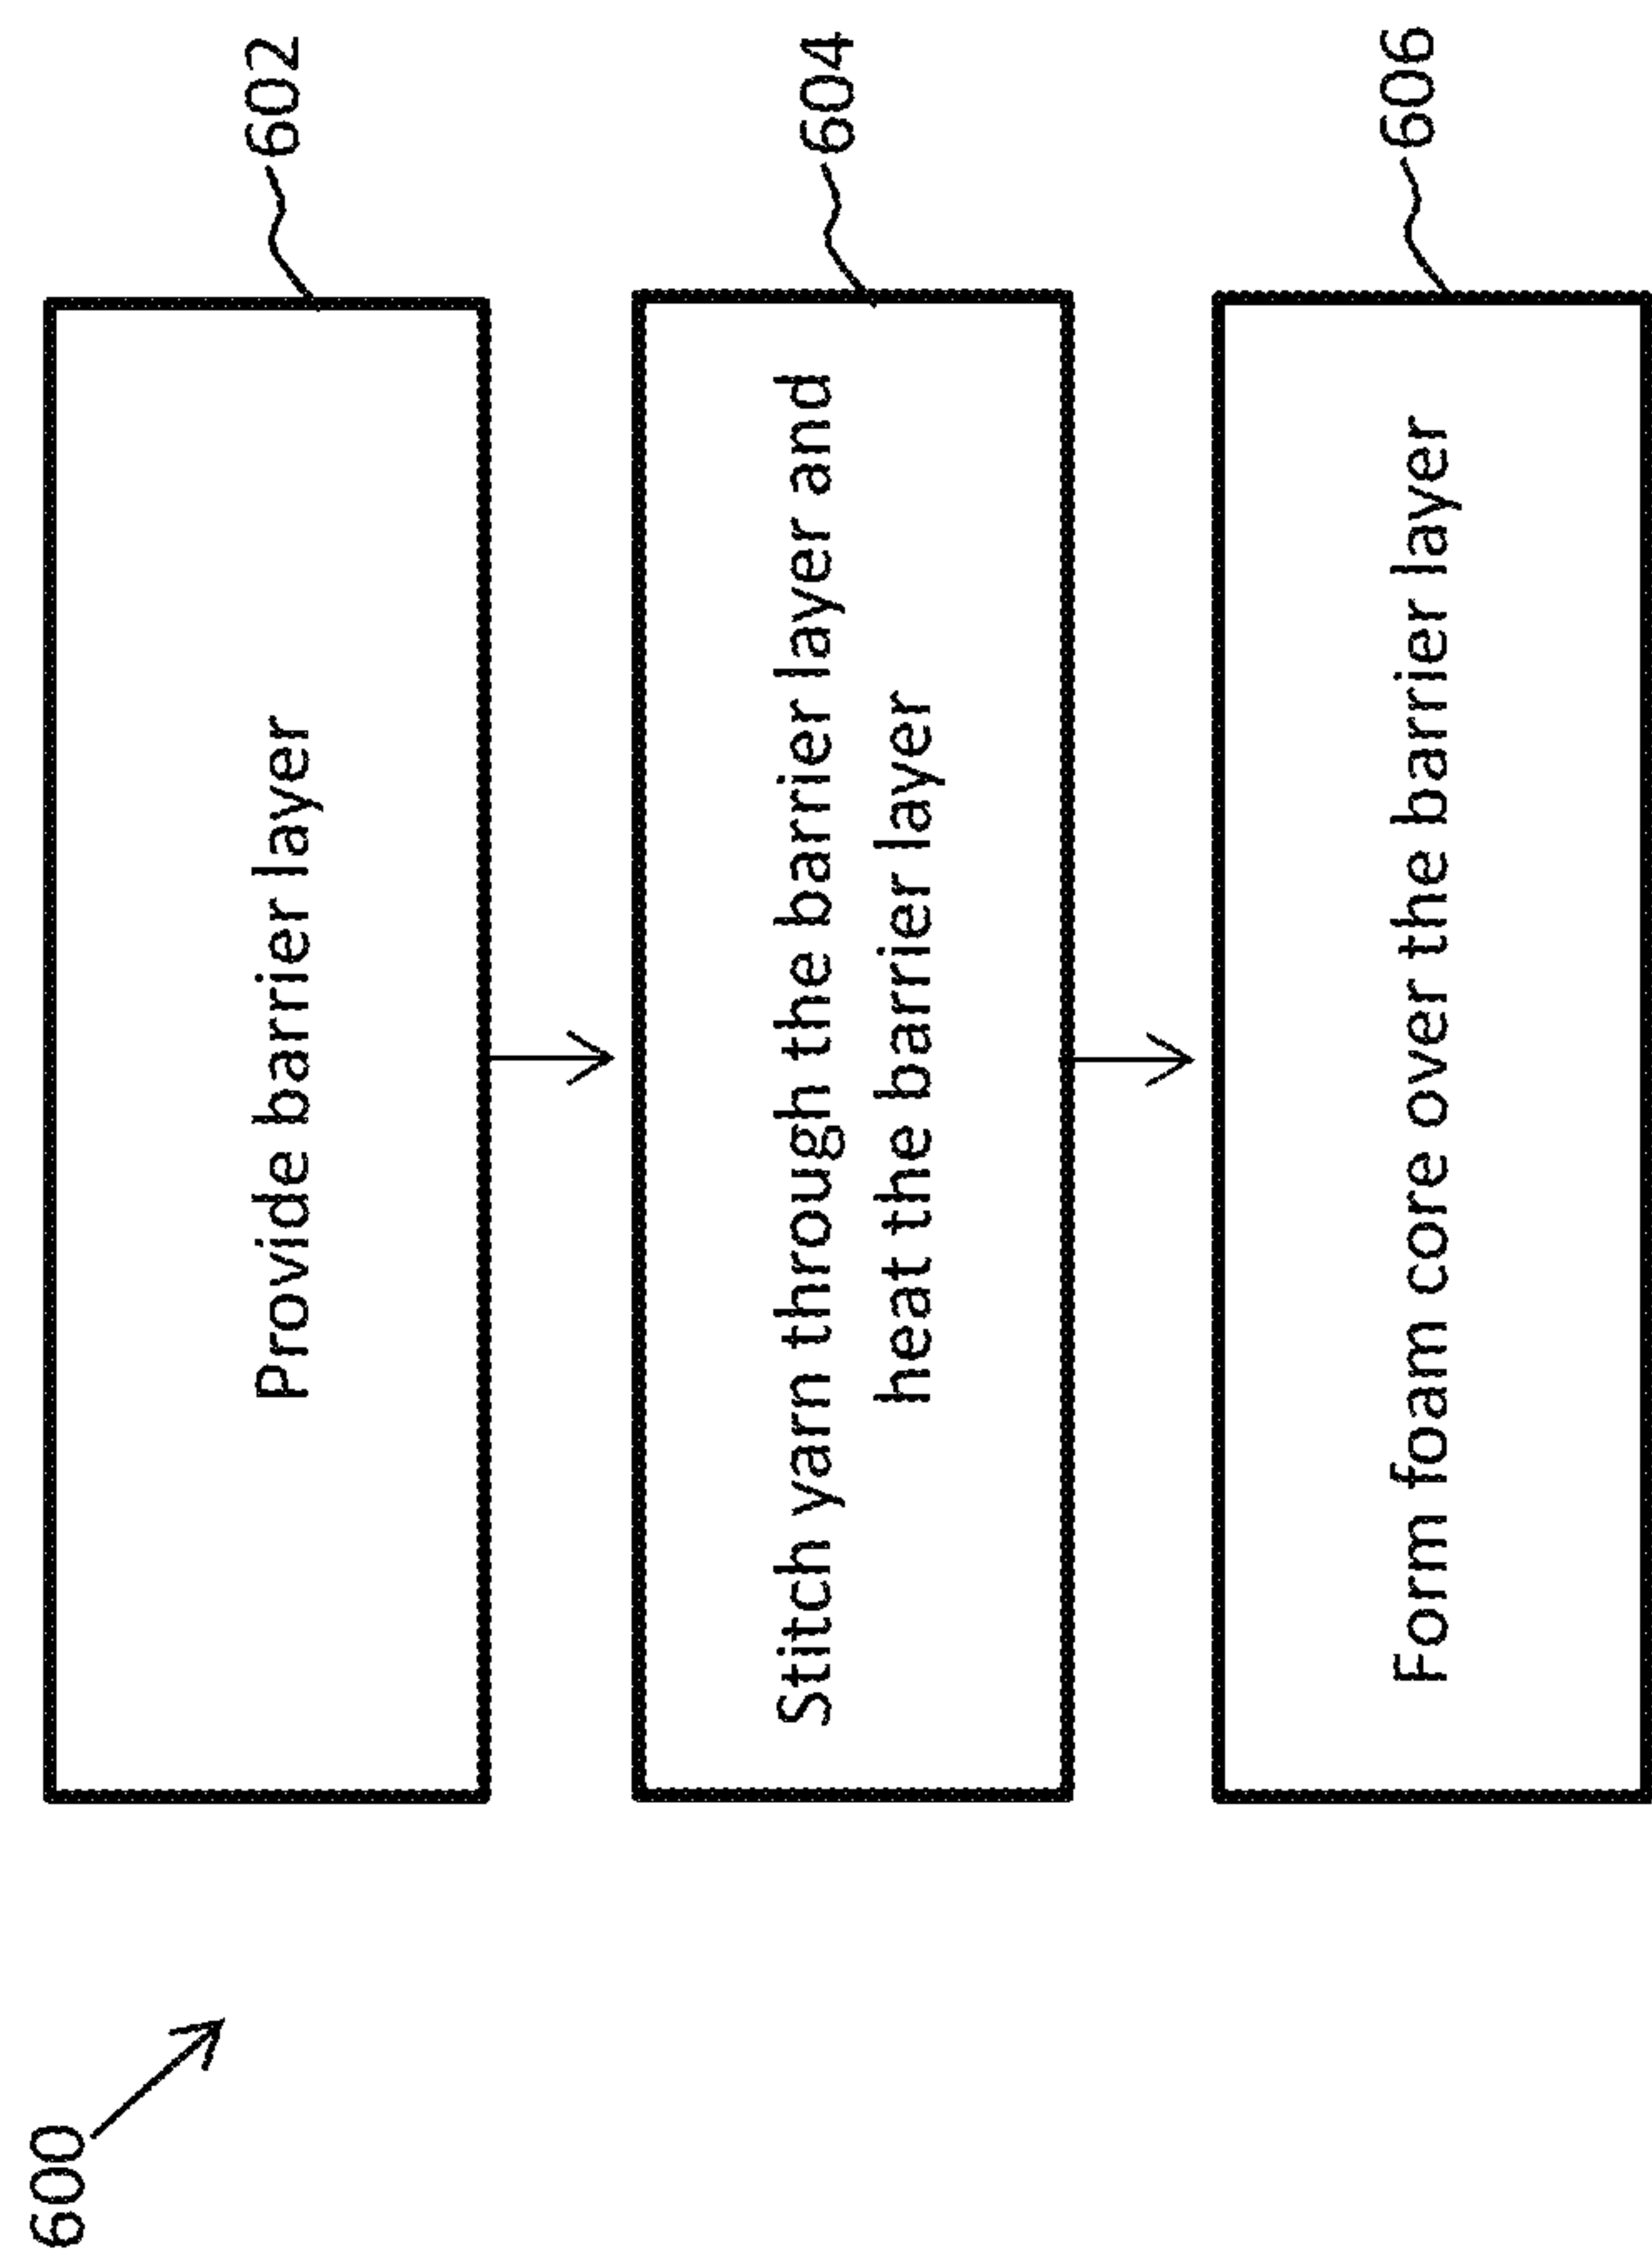 600
Provide barrier layer
602
Stitch yarn through the barrier layer and
heat the barrier layer
604
Form foam core over the barrier layer
606